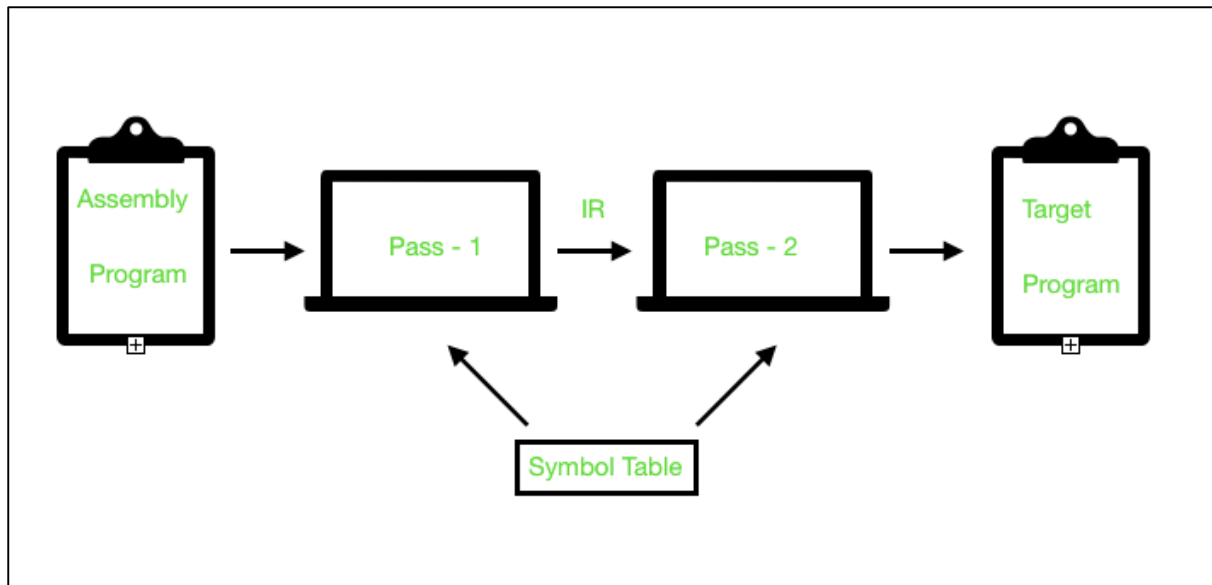 Assembly
Program
Pass - 1
IR
Pass - 2
Target
Program
Symbol Table